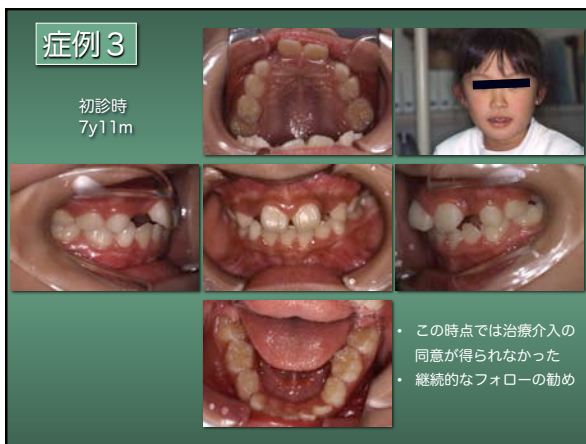 症例３
初診時
7y11m
• この時点では治療介入の
同意が得られなかった
• 継続的なフォローの勧め